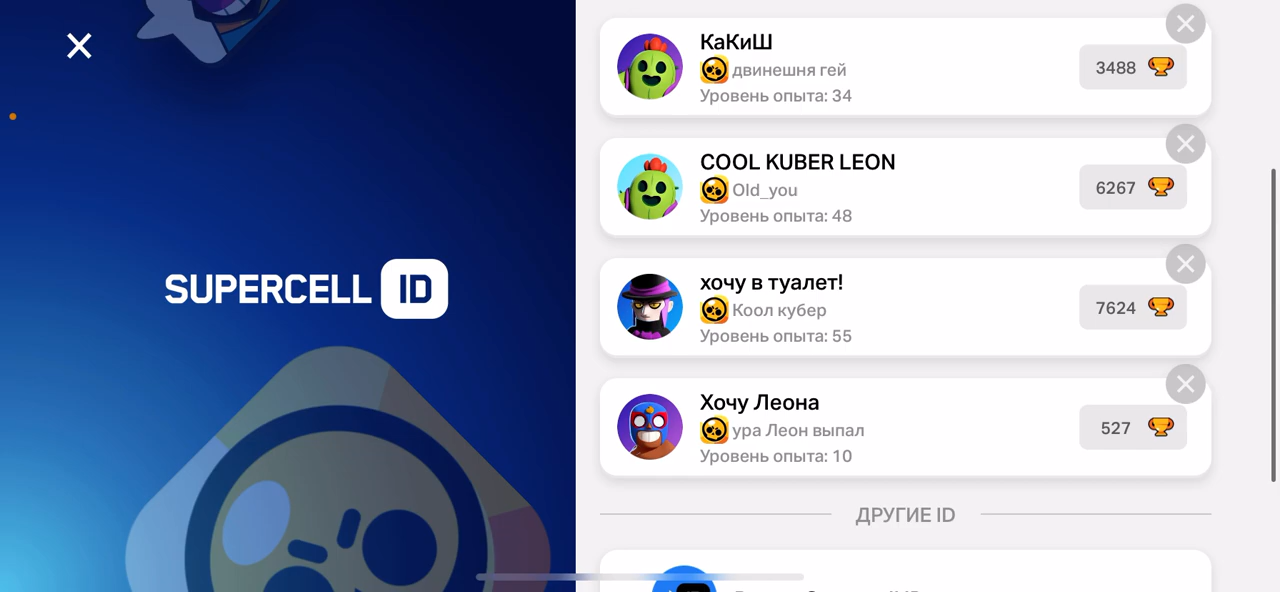 SUPERCELL ID
КаКиШ
двинешня гей
Уровень опыта: 34
3488
COOL KUBER LEON
Old_you
Уровень опыта: 48
6267
хочу в туалет!
Коол кубер
Уровень опыта: 55
7624
Хочу Леона
ура Леон выпал
Уровень опыта: 10
527
ДРУГИЕ ID